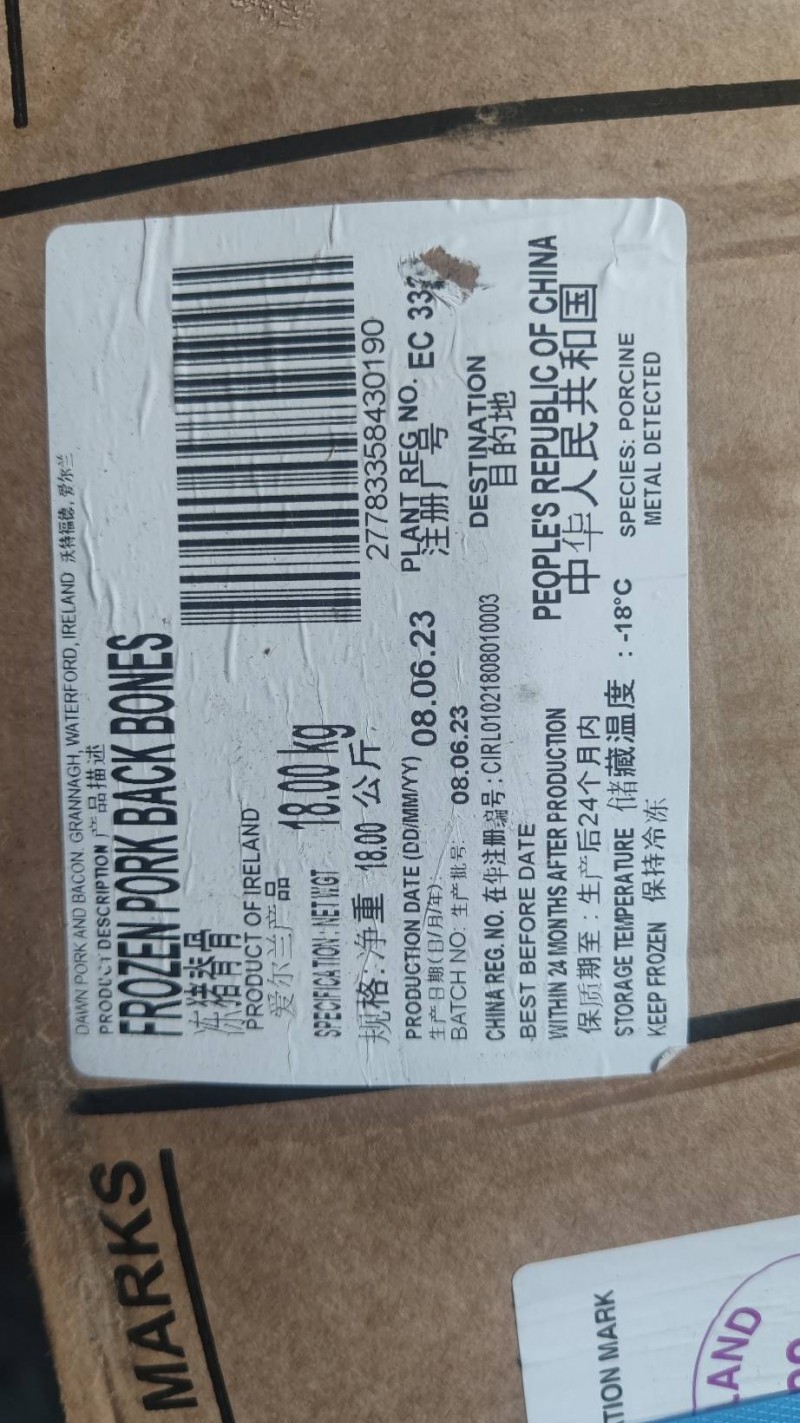 DAWN PORK AND BACON, GRANNAGH, WATERFORD, IRELAND 沃特福德, 爱尔兰
PRODUCT DESCRIPTION 产品描述
FROZEN PORK BACK BONES
冻猪脊骨
PRODUCT OF IRELAND
爱尔兰产品
27783358430190
SPECIFICATION: NET WGT 18.00 kg
规格: 净重 18.00 公斤
PRODUCTION DATE (DD/MM/YY) 08.06.23
生产日期(日/月/年):
BATCH NO: 生产批号: 08.06.23
PLANT REG NO. EC 332
注册厂号
CHINA REG. NO. 在华注册编号: CIRL01021808010003
DESTINATION
目的地
BEST BEFORE DATE
WITHIN 24 MONTHS AFTER PRODUCTION
保质期至: 生产后24个月内
PEOPLE'S REPUBLIC OF CHINA
中华人民共和国
STORAGE TEMPERATURE 储藏温度 : -18°C
KEEP FROZEN 保持冷冻
SPECIES: PORCINE
METAL DETECTED
MARKS
TION MARK
LAND